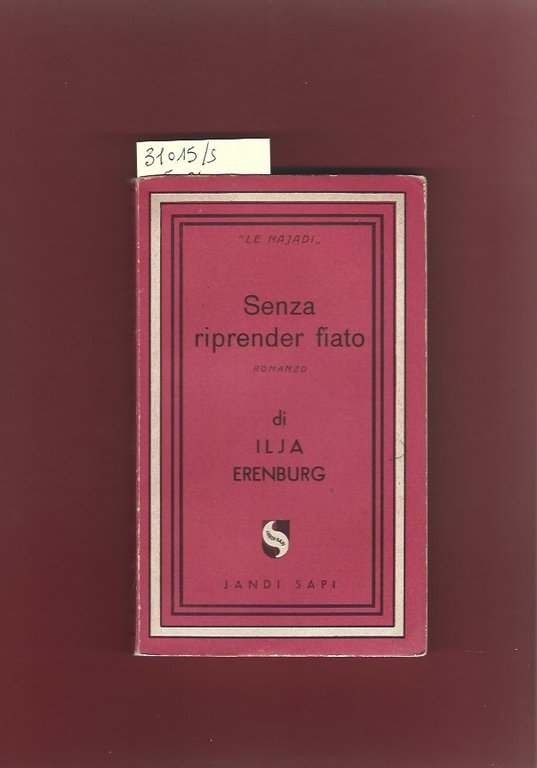 31015/s
"LE NAJADI„
Senza
riprender fiato
ROMANZO
di
ILJA
ERENBURG
JANDI SAPI